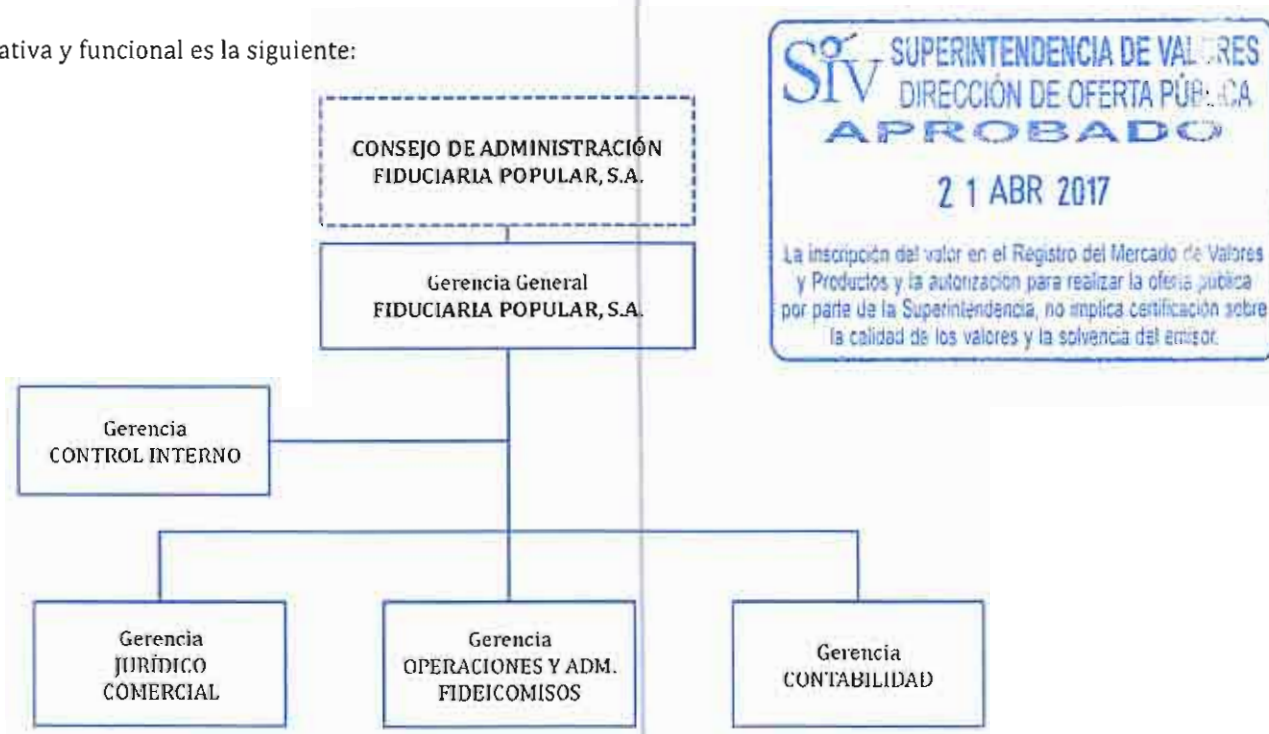 ativa y funcional es la siguiente:
SIV SUPERINTENDENCIA DE VALORES
DIRECCIÓN DE OFERTA PÚBLICA
APROBADO
21 ABR 2017
La inscripción del valor en el Registro del Mercado de Valores
y Productos y la autorización para realizar la oferta pública
por parte de la Superintendencia, no implica certificación sobre
la calidad de los valores y la solvencia del emisor.
CONSEJO DE ADMINISTRACIÓN
FIDUCIARIA POPULAR, S.A.
Gerencia General
FIDUCIARIA POPULAR, S.A.
Gerencia
CONTROL INTERNO
Gerencia
JURÍDICO
COMERCIAL
Gerencia
OPERACIONES Y ADM.
FIDEICOMISOS
Gerencia
CONTABILIDAD